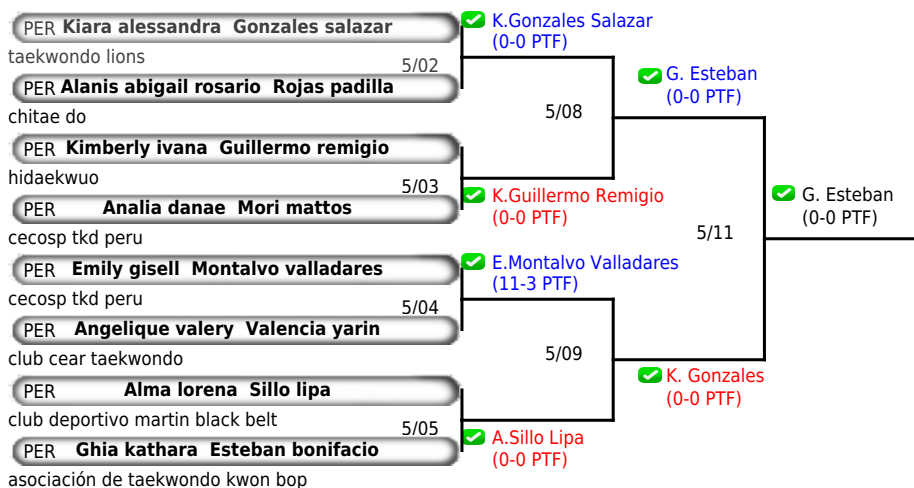 PER Kiara alessandra Gonzales salazar
taekwondo lions
5/02
PER Alanis abigail rosario Rojas padilla
chitae do
PER Kimberly ivana Guillermo remigio
hidaekwuo
5/03
PER Analia danae Mori mattos
cecosp tkd peru
PER Emily gisell Montalvo valladares
cecosp tkd peru
5/04
PER Angelique valery Valencia yarin
club cear taekwondo
PER Alma lorena Sillo lipa
club deportivo martin black belt
5/05
PER Ghia kathara Esteban bonifacio
asociación de taekwondo kwon bop
K.Gonzales Salazar
(0-0 PTF)
5/08
K.Guillermo Remigio
(0-0 PTF)
E.Montalvo Valladares
(11-3 PTF)
5/09
A.Sillo Lipa
(0-0 PTF)
G. Esteban
(0-0 PTF)
5/11
K. Gonzales
(0-0 PTF)
G. Esteban
(0-0 PTF)